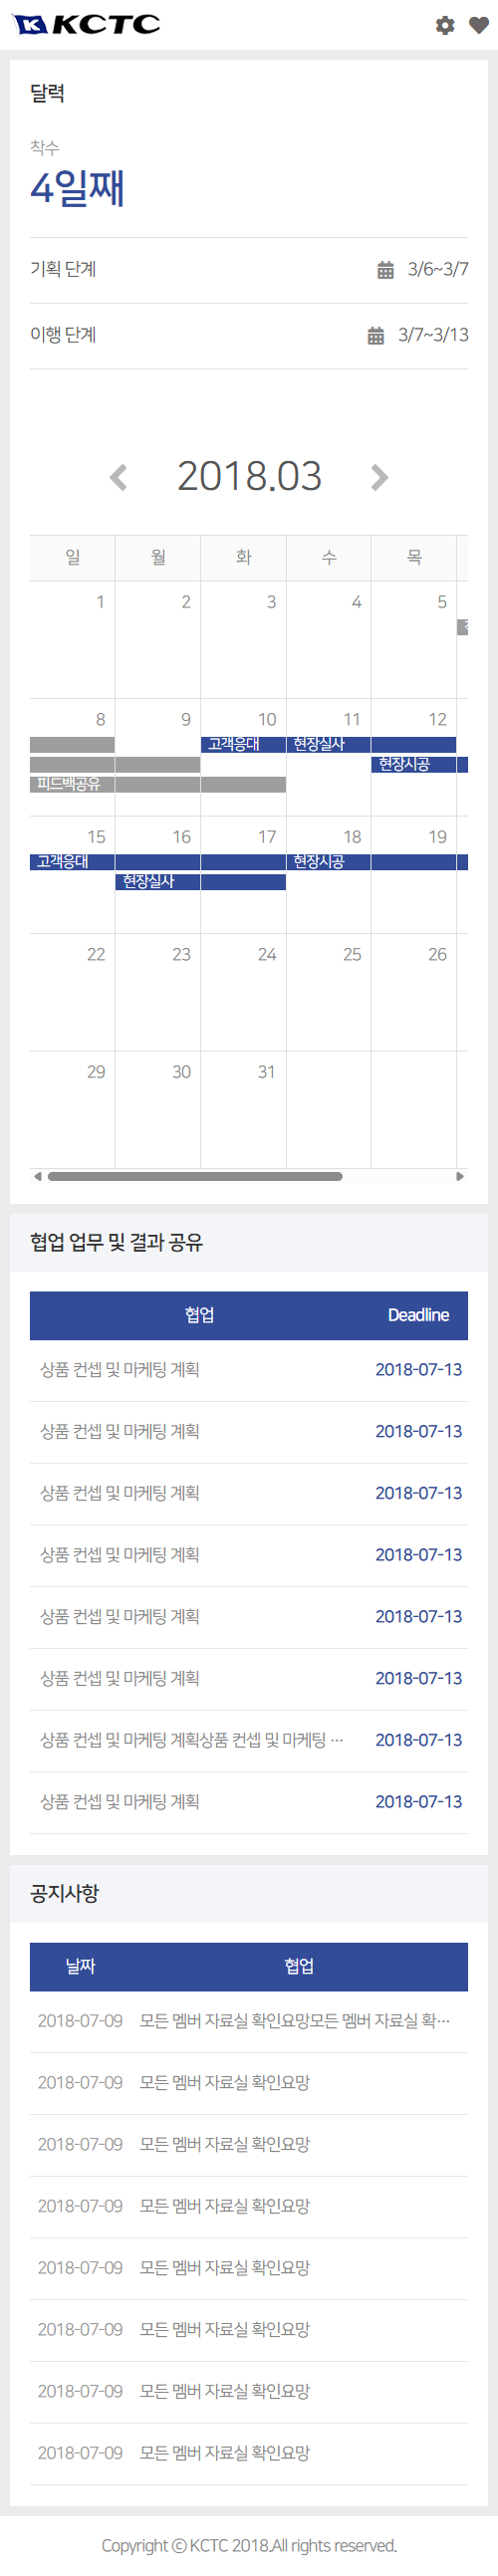 KCTC
달력
착수
4일째
기획 단계 3/6~3/7
이행 단계 3/7~3/13
2018.03
일 월 화 수 목
1 2 3 4 5
8 9 10 11 12
고객응대 현장실사
현장시공
피드백공유
15 16 17 18 19
고객응대 현장시공
현장실사
22 23 24 25 26
29 30 31
협업 업무 및 결과 공유
협업 Deadline
상품 컨셉 및 마케팅 계획 2018-07-13
상품 컨셉 및 마케팅 계획 2018-07-13
상품 컨셉 및 마케팅 계획 2018-07-13
상품 컨셉 및 마케팅 계획 2018-07-13
상품 컨셉 및 마케팅 계획 2018-07-13
상품 컨셉 및 마케팅 계획 2018-07-13
상품 컨셉 및 마케팅 계획상품 컨셉 및 마케팅 … 2018-07-13
상품 컨셉 및 마케팅 계획 2018-07-13
공지사항
날짜 협업
2018-07-09 모든 멤버 자료실 확인요망모든 멤버 자료실 확…
2018-07-09 모든 멤버 자료실 확인요망
2018-07-09 모든 멤버 자료실 확인요망
2018-07-09 모든 멤버 자료실 확인요망
2018-07-09 모든 멤버 자료실 확인요망
2018-07-09 모든 멤버 자료실 확인요망
2018-07-09 모든 멤버 자료실 확인요망
2018-07-09 모든 멤버 자료실 확인요망
Copyright ⓒ KCTC 2018.All rights reserved.